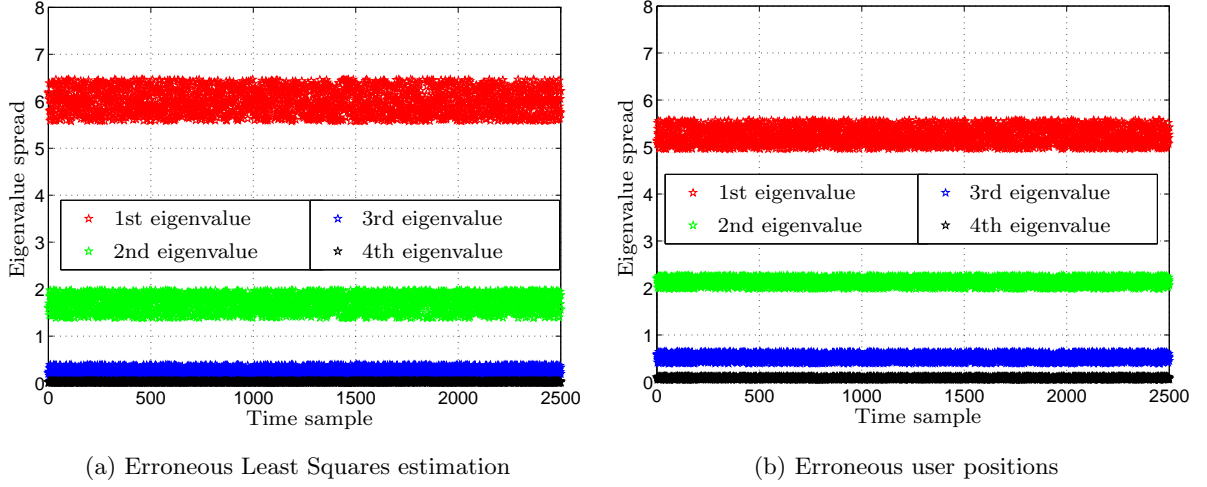 8
7
6
5
4
3
2
1
0
Eigenvalue spread
1st eigenvalue
2nd eigenvalue
3rd eigenvalue
4th eigenvalue
0 500 1000 1500 2000 2500
Time sample
(a) Erroneous Least Squares estimation
8
7
6
5
4
3
2
1
0
Eigenvalue spread
1st eigenvalue
2nd eigenvalue
3rd eigenvalue
4th eigenvalue
0 500 1000 1500 2000 2500
Time sample
(b) Erroneous user positions